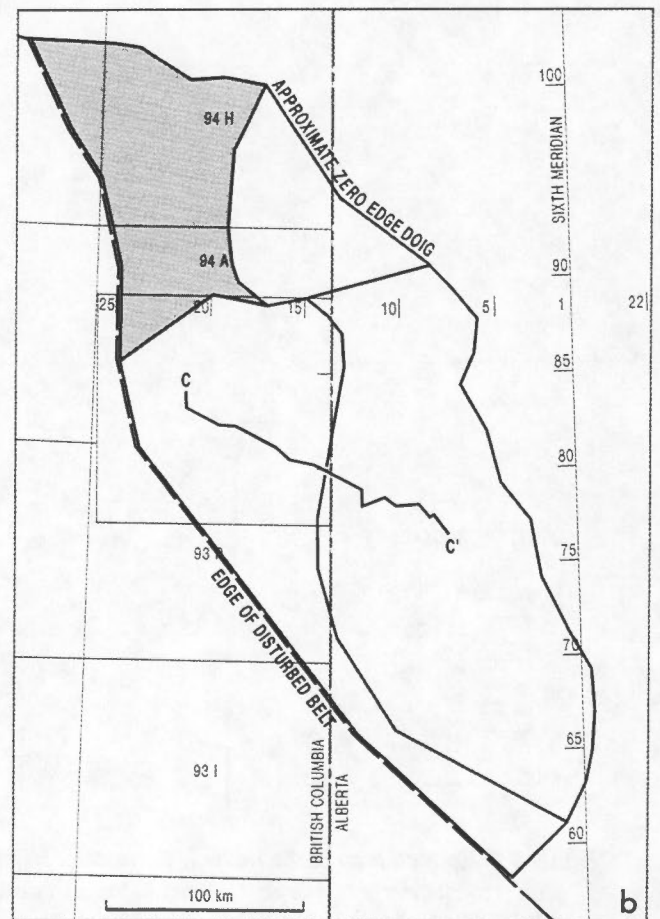 100
SIXTH MERIDIAN
94 H
APPROXIMATE ZERO EDGE DOIG
94 A
90
25
20
15
10
5
1
22
85
C
80
C'
93
75
EDGE OF DISTURBED BELT
70
65
93 I
BRITISH COLUMBIA
ALBERTA
60
100 km
b